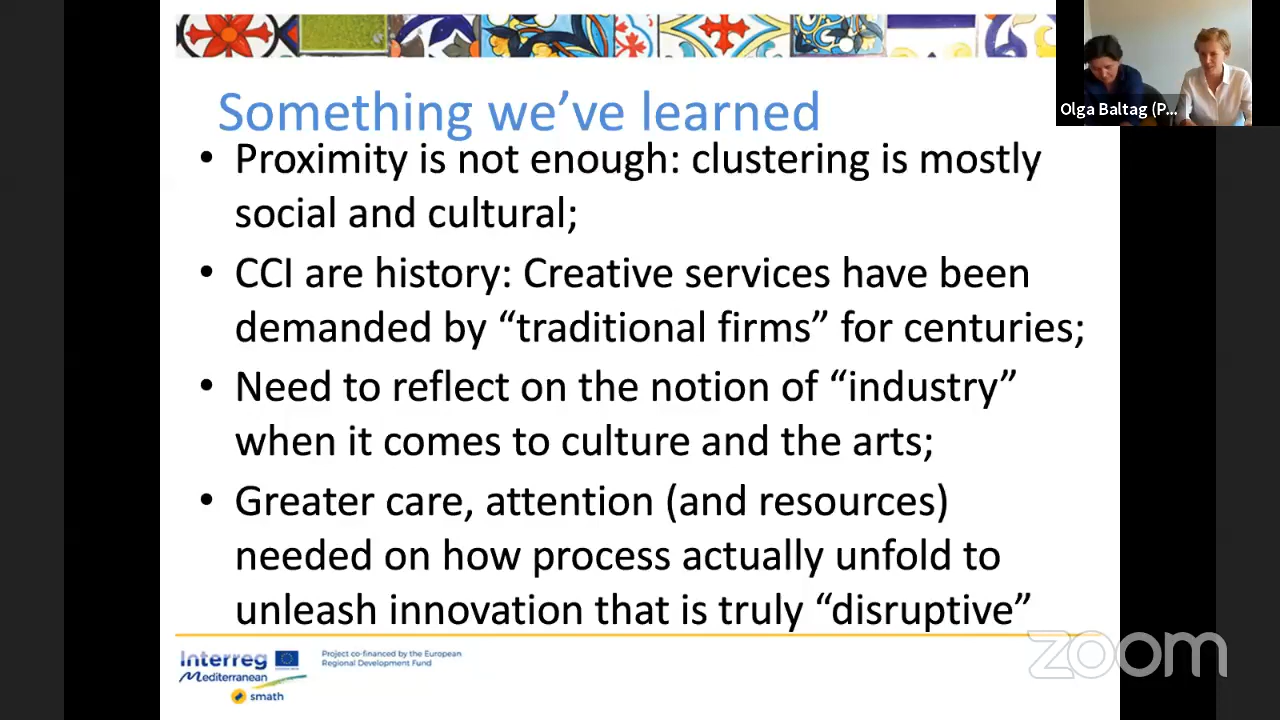 Something we've learned
• Proximity is not enough: clustering is mostly
social and cultural;
• CCI are history: Creative services have been
demanded by “traditional firms” for centuries;
• Need to reflect on the notion of “industry”
when it comes to culture and the arts;
• Greater care, attention (and resources)
needed on how process actually unfold to
unleash innovation that is truly “disruptive”
Olga Baltag (P...
Interreg
Mediterranean
smath
Project co-financed by the European
Regional Development Fund
zoom